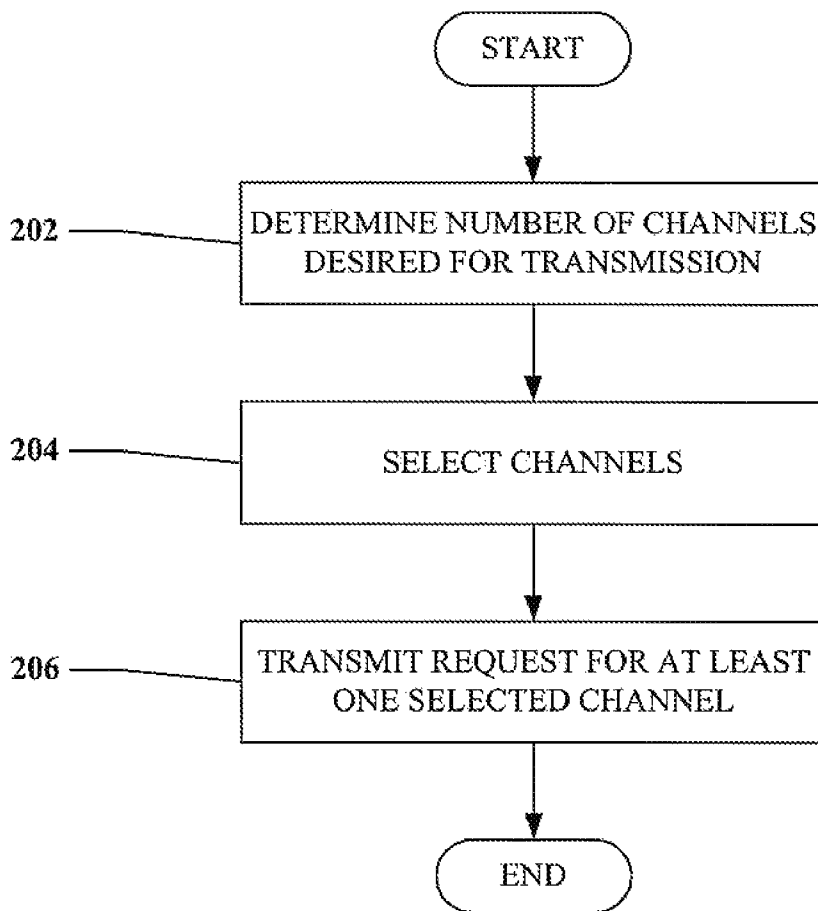 START
202
DETERMINE NUMBER OF CHANNELS
DESIRED FOR TRANSMISSION
204
SELECT CHANNELS
206
TRANSMIT REQUEST FOR AT LEAST
ONE SELECTED CHANNEL
END